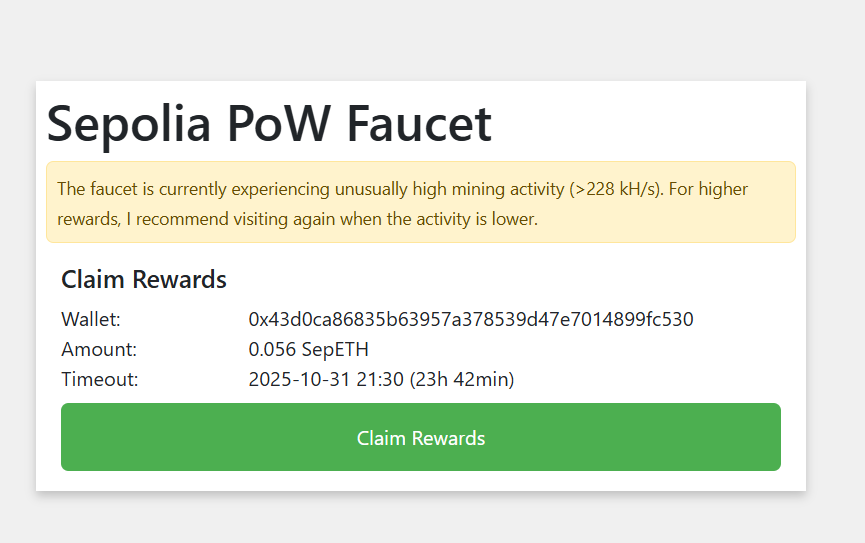 Sepolia PoW Faucet
The faucet is currently experiencing unusually high mining activity (>228 kH/s). For higher
rewards, I recommend visiting again when the activity is lower.
Claim Rewards
Wallet: 0x43d0ca86835b63957a378539d47e7014899fc530
Amount: 0.056 SepETH
Timeout: 2025-10-31 21:30 (23h 42min)
Claim Rewards